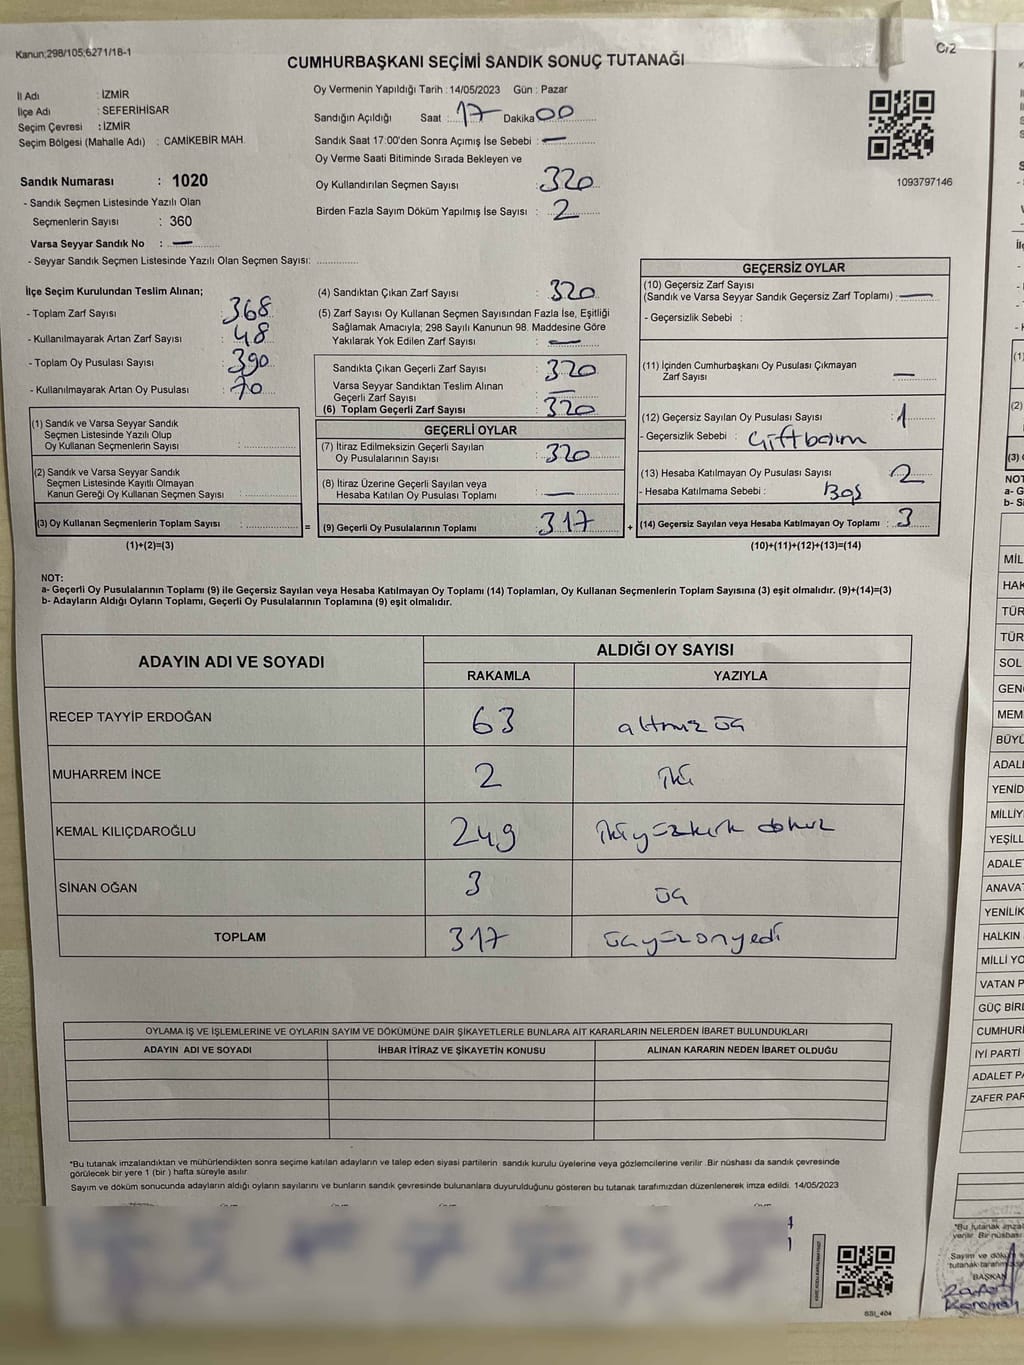 Kanun;298/105;6271/18-1
C/2
CUMHURBAŞKANI SEÇİMİ SANDIK SONUÇ TUTANAĞI
İl Adı : İZMİR
İlçe Adı : SEFERİHİSAR
Seçim Çevresi : İZMİR
Seçim Bölgesi (Mahalle Adı) : CAMİKEBİR MAH
Oy Vermenin Yapıldığı Tarih : 14/05/2023 Gün : Pazar
Sandığın Açıldığı Saat : 17 Dakika 00
Sandık Saat 17:00'den Sonra Açımış İse Sebebi : —
Oy Verme Saati Bitiminde Sırada Bekleyen ve
Oy Kullandırılan Seçmen Sayısı : 320
Birden Fazla Sayım Döküm Yapılmış İse Sayısı : 2
1093797146
Sandık Numarası : 1020
- Sandık Seçmen Listesinde Yazılı Olan
Seçmenlerin Sayısı : 360
Varsa Seyyar Sandık No : —
- Seyyar Sandık Seçmen Listesinde Yazılı Olan Seçmen Sayısı:
İlçe Seçim Kurulundan Teslim Alınan;
- Toplam Zarf Sayısı : 368
- Kullanılmayarak Artan Zarf Sayısı : 48
- Toplam Oy Pusulası Sayısı : 390
- Kullanılmayarak Artan Oy Pusulası : 70
(1) Sandık ve Varsa Seyyar Sandık
Seçmen Listesinde Yazılı Olup
Oy Kullanan Seçmenlerin Sayısı :
(2) Sandık ve Varsa Seyyar Sandık
Seçmen Listesinde Kayıtlı Olmayan
Kanun Gereği Oy Kullanan Seçmen Sayısı :
(3) Oy Kullanan Seçmenlerin Toplam Sayısı :
(1)+(2)=(3)
(4) Sandıktan Çıkan Zarf Sayısı : 320
(5) Zarf Sayısı Oy Kullanan Seçmen Sayısından Fazla İse, Eşitliği
Sağlamak Amacıyla; 298 Sayılı Kanunun 98. Maddesine Göre
Yakılarak Yok Edilen Zarf Sayısı : —
Sandıkta Çıkan Geçerli Zarf Sayısı : 320
Varsa Seyyar Sandıktan Teslim Alınan
Geçerli Zarf Sayısı : —
(6) Toplam Geçerli Zarf Sayısı : 320
GEÇERLİ OYLAR
(7) İtiraz Edilmeksizin Geçerli Sayılan
Oy Pusulalarının Sayısı : 320
(8) İtiraz Üzerine Geçerli Sayılan veya
Hesaba Katılan Oy Pusulası Toplamı : —
= (9) Geçerli Oy Pusulalarının Toplamı : 317
GEÇERSİZ OYLAR
(10) Geçersiz Zarf Sayısı
(Sandık ve Varsa Seyyar Sandık Geçersiz Zarf Toplamı) : —
- Geçersizlik Sebebi :
(11) İçinden Cumhurbaşkanı Oy Pusulası Çıkmayan
Zarf Sayısı : —
(12) Geçersiz Sayılan Oy Pusulası Sayısı : 1
- Geçersizlik Sebebi :
(13) Hesaba Katılmayan Oy Pusulası Sayısı : 2
- Hesaba Katılmama Sebebi : Boş
+ (14) Geçersiz Sayılan veya Hesaba Katılmayan Oy Toplamı : 3
(10)+(11)+(12)+(13)=(14)
NOT:
a- Geçerli Oy Pusulalarının Toplamı (9) ile Geçersiz Sayılan veya Hesaba Katılmayan Oy Toplamı (14) Toplamları, Oy Kullanan Seçmenlerin Toplam Sayısına (3) eşit olmalıdır. (9)+(14)=(3)
b- Adayların Aldığı Oyların Toplamı, Geçerli Oy Pusulalarının Toplamına (9) eşit olmalıdır.
ADAYIN ADI VE SOYADI
ALDIĞI OY SAYISI
RAKAMLA YAZIYLA
RECEP TAYYİP ERDOĞAN 63 altmış üç
MUHARREM İNCE 2 iki
KEMAL KILIÇDAROĞLU 249 ikiyüzkırk dokuz
SİNAN OĞAN 3 üç
TOPLAM 317 üçyüzonyedi
OYLAMA İŞ VE İŞLEMLERİNE VE OYLARIN SAYIM VE DÖKÜMÜNE DAİR ŞİKAYETLERLE BUNLARA AİT KARARLARIN NELERDEN İBARET BULUNDUKLARI
ADAYIN ADI VE SOYADI İHBAR İTİRAZ VE ŞİKAYETİN KONUSU ALINAN KARARIN NEDEN İBARET OLDUĞU
*Bu tutanak imzalandıktan ve mühürlendikten sonra seçime katılan adayların ve talep eden siyasi partilerin sandık kurulu üyelerine veya gözlemcilerine verilir .Bir nüshası da sandık çevresinde
görülecek bir yere 1 (bir ) hafta süreyle asılır.
Sayım ve döküm sonucunda adayların aldığı oyların sayılarını ve bunların sandık çevresinde bulunanlara duyurulduğunu gösteren bu tutanak tarafımızdan düzenlenerek imza edildi. 14/05/2023
(1)
(2)
(3)
NOT
a- G
b- S
MİL
HAK
TÜR
TÜR
SOL
GEN
MEM
BÜYÜ
ADAL
YENİD
MİLLİY
YEŞİLL
ADALE
ANAVA
YENİLİK
HALKIN
MİLLİ YO
VATAN P
GÜÇ BİRL
CUMHURİ
İYİ PARTİ
ADALET PA
ZAFER PAR
*Bu tutanak imza
verilir. Bir nüshası
Sayım ve dökü
tutanak tarafım
BAŞKAN